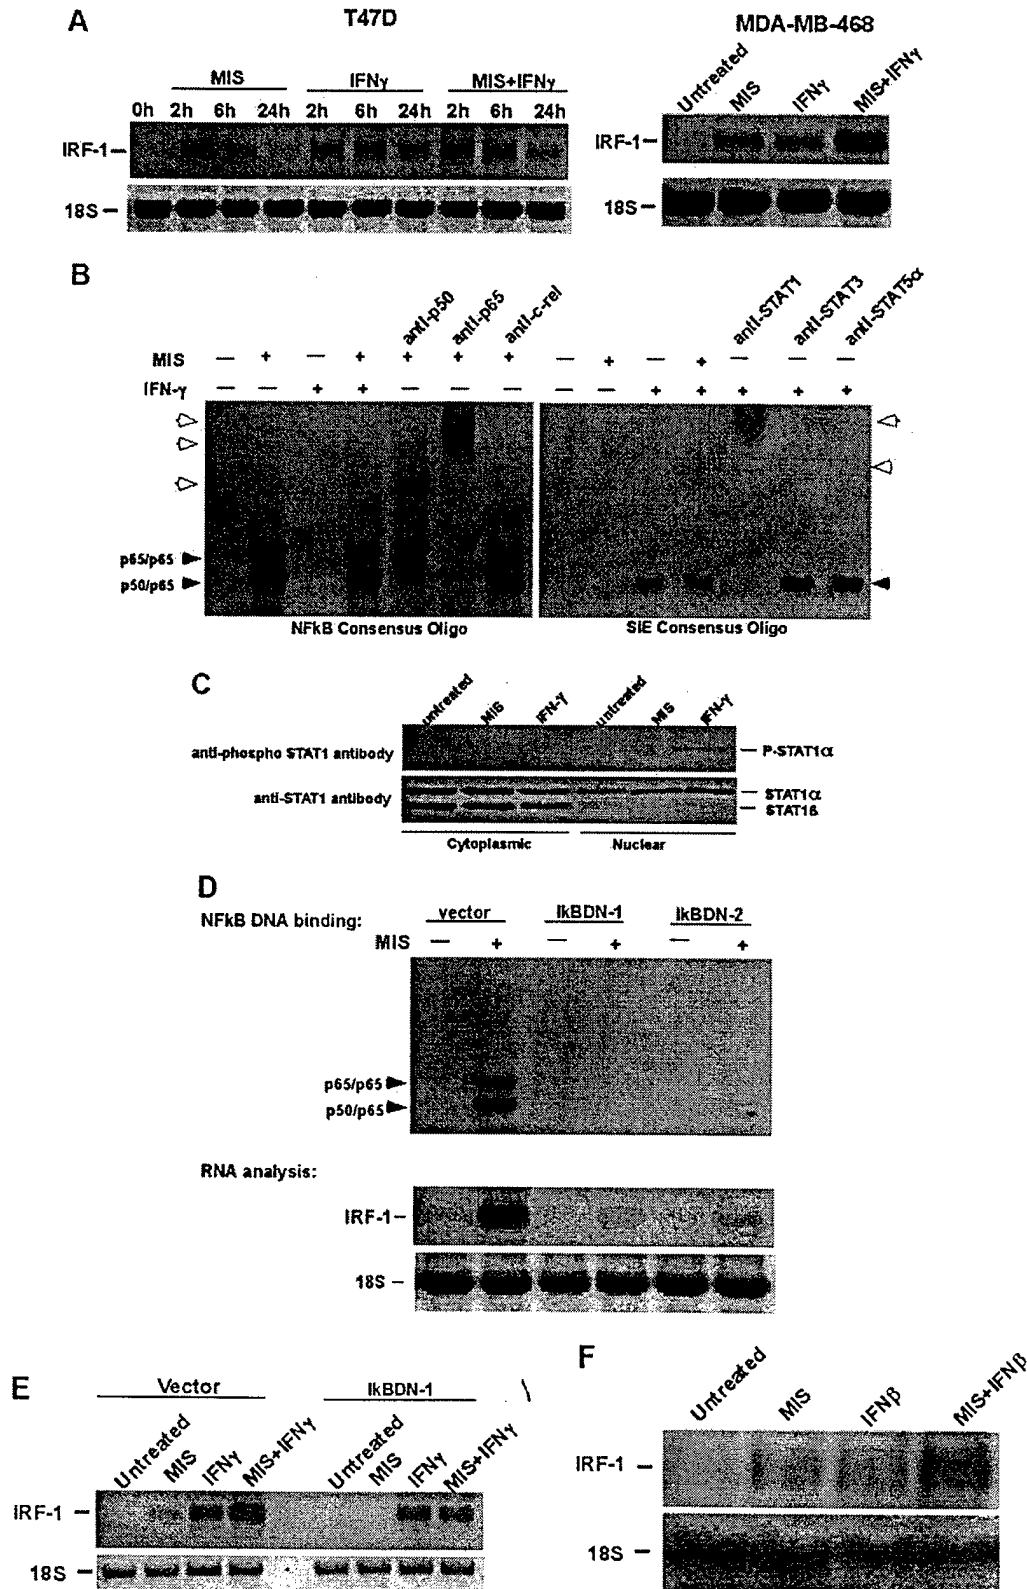 A
T47D
MDA-MB-468
MIS IFNγ MIS+IFNγ
0h 2h 6h 24h 2h 6h 24h 2h 6h 24h
Untreated MIS IFNγ MIS+IFNγ
IRF-1
18S
IRF-1
18S
B
anti-p50 anti-p65 anti-c-rel
anti-STAT1 anti-STAT3 anti-STAT5α
MIS — + — + + + + — + — + — — —
IFN-γ — — + + — — — — — + + + + +
p65/p65
p50/p65
NFkB Consensus Oligo
SIE Consensus Oligo
C
untreated MIS IFN-γ untreated MIS IFN-γ
anti-phospho STAT1 antibody
P-STAT1α
anti-STAT1 antibody
STAT1α
STAT1ß
Cytoplasmic Nuclear
D
NFkB DNA binding:
vector IkBDN-1 IkBDN-2
MIS — + — + — +
p65/p65
p50/p65
RNA analysis:
IRF-1
18S
E
Vector IkBDN-1
Untreated MIS IFNγ MIS+IFNγ Untreated MIS IFNγ MIS+IFNγ
IRF-1
18S
F
Untreated MIS IFNβ MIS+IFNβ
IRF-1
18S